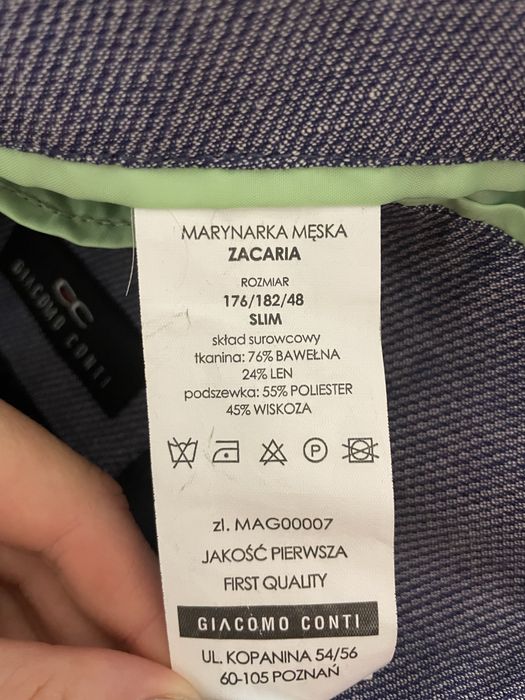 MARYNARKA MĘSKA
ZACARIA
ROZMIAR
176/182/48
SLIM
skład surowcowy
tkanina: 76% BAWEŁNA
24% LEN
podszewka: 55% POLIESTER
45% WISKOZA
P
zl. MAG00007
JAKOŚĆ PIERWSZA
FIRST QUALITY
GIACOMO CONTI
UL. KOPANINA 54/56
60-105 POZNAŃ
GIACOMO CONTI